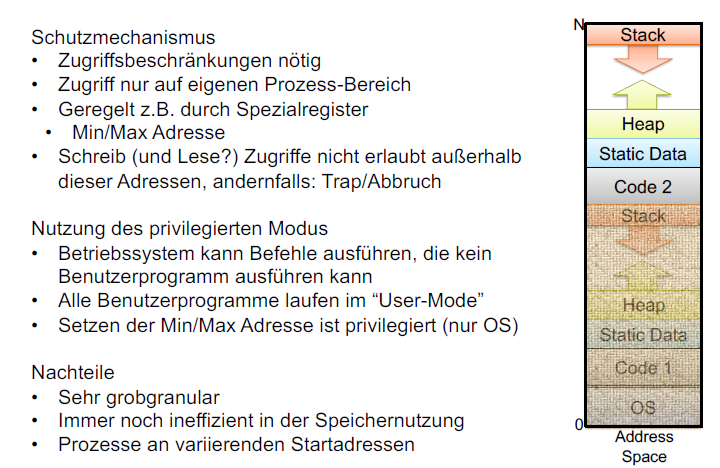 Schutzmechanismus
• Zugriffsbeschränkungen nötig
• Zugriff nur auf eigenen Prozess-Bereich
• Geregelt z.B. durch Spezialregister
• Min/Max Adresse
• Schreib (und Lese?) Zugriffe nicht erlaubt außerhalb
dieser Adressen, andernfalls: Trap/Abbruch
Nutzung des privilegierten Modus
• Betriebssystem kann Befehle ausführen, die kein
Benutzerprogramm ausführen kann
• Alle Benutzerprogramme laufen im “User-Mode”
• Setzen der Min/Max Adresse ist privilegiert (nur OS)
Nachteile
• Sehr grobgranular
• Immer noch ineffizient in der Speichernutzung
• Prozesse an variierenden Startadressen
N
Stack
Heap
Static Data
Code 2
Stack
Heap
Static Data
Code 1
OS
0
Address
Space